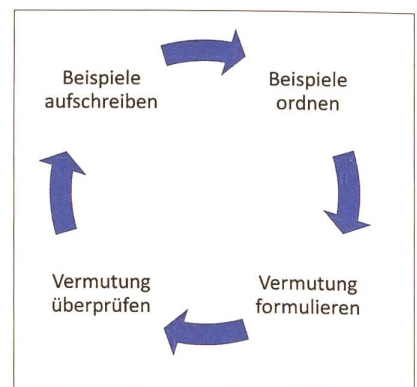 Beispiele
aufschreiben
Beispiele
ordnen
Vermutung
formulieren
Vermutung
überprüfen